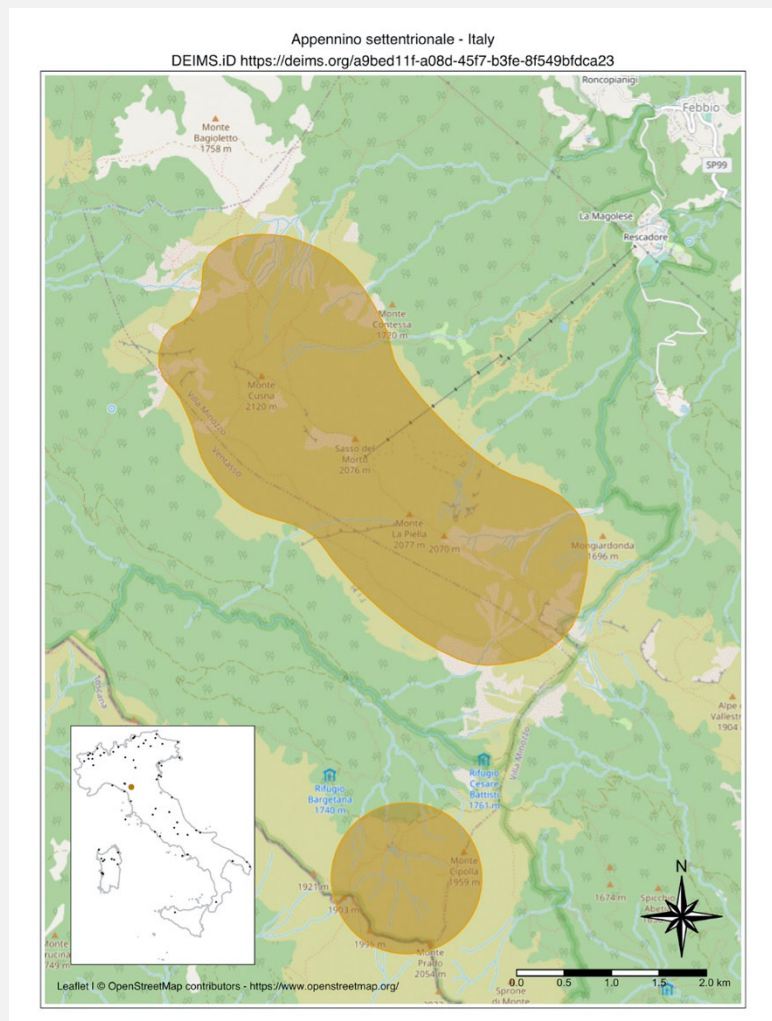 Appennino settentrionale - Italy
DEIMS.iD https://deims.org/a9bed11f-a08d-45f7-b3fe-8f549bfdca23
Roncopianigi
Febbio
Monte
Bagioletto
1758 m
SP99
La Magolese
Rescadore
Monte
Contessa
1720 m
Monte
Cusna
2120 m
Villa Minozzo
Ventasso
Sasso del
Morto
2076 m
Monte
La Piella
2077 m
2070 m
Mongiardonda
1696 m
Toscana
Alpe
Vallestr
1904
Villa Minozzo
Rifugio
Bargetana
1740 m
Rifugio
Cesare
Battisti
1761 m
Monte
Cipolla
1959 m
N
1921 m
1903 m
1674 m
Spicchio
Monte
749 m
Monte
Prado
2054 m
0.0 0.5 1.0 1.5 2.0 km
Leaflet I © OpenStreetMap contributors - https://www.openstreetmap.org/
Sprone
di Monte